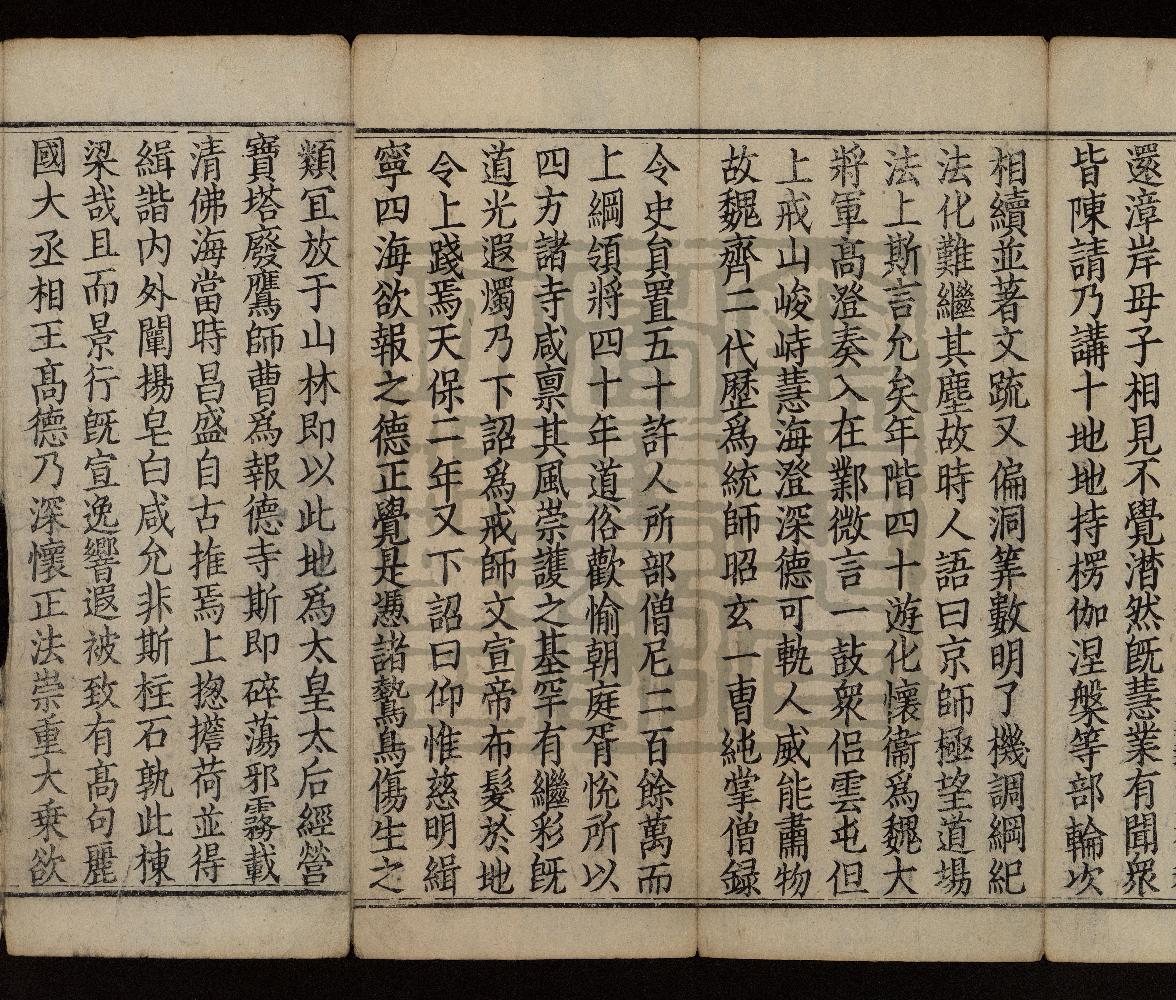 還漳岸母子相見不覺潸然旣慧業有聞衆
皆陳請乃講十地地持楞伽涅槃等部輪次
相續並著文䟽又偏洞筭數明了機調綱紀
法化難繼其塵故時人語曰京師極望道場
法上斯言允矣年階四十遊化懷衞爲魏大
將軍髙澄奏入在鄴微言一鼓衆侣雲屯但
上戒山峻峙慧海澄深德可軌人威能肅物
故魏齊二代歷爲統師昭玄一曺純掌僧録
令史貟置五十許人所部僧尼二百餘萬而
上綱領將四十年道俗歡愉朝庭胥悅所以
四方諸寺咸禀其風崇護之基罕有繼彩旣
道光遐燭乃下詔爲戒師文宣帝布髮於地
令上踐焉天保二年又下詔曰仰惟慈明緝
寧四海欲報之德正覺是憑諸鷙鳥傷生之
類冝放于山林即以此地爲太皇太后經營
寶塔廢鷹師曹爲報德寺斯即碎蕩邪霧載
清佛海當時昌盛自古推焉上揔擔荷並得
緝諧内外闡揚皂白咸允非斯柱石孰此棟
梁哉且而景行旣宣逸響遐被致有髙句麗
國大丞相王髙德乃深懷正法崇重大乗欲